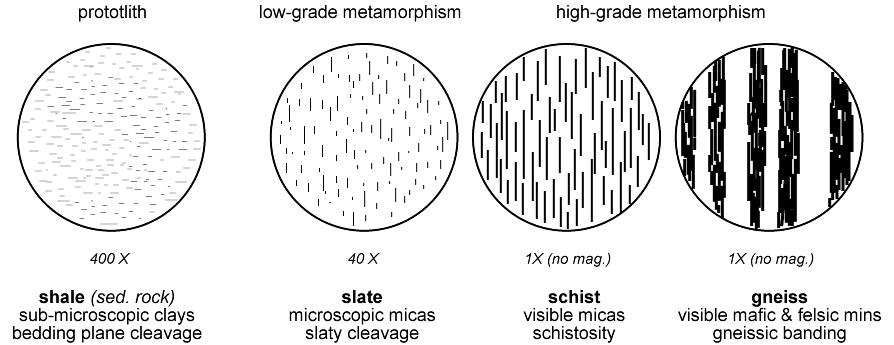 prototlith
low-grade metamorphism
high-grade metamorphism
400 X
40 X
1X (no mag.)
1X (no mag.)
shale (sed. rock)
sub-microscopic clays
bedding plane cleavage
slate
microscopic micas
slaty cleavage
schist
visible micas
schistosity
gneiss
visible mafic & felsic mins
gneissic banding